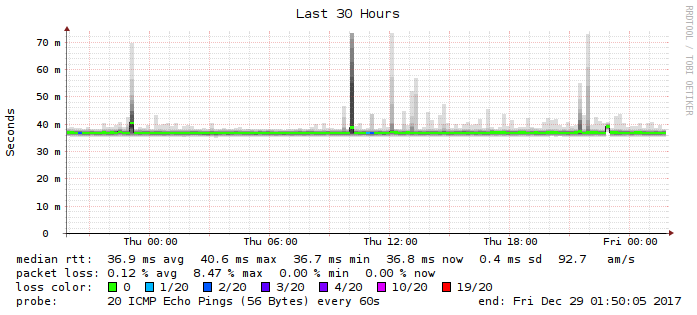 Last 30 Hours
RRDTOOL / TOBI OETIKER
Seconds
70 m
60 m
50 m
40 m
30 m
20 m
10 m
0
Thu 00:00 Thu 06:00 Thu 12:00 Thu 18:00 Fri 00:00
median rtt: 36.9 ms avg 40.6 ms max 36.7 ms min 36.8 ms now 0.4 ms sd 92.7 am/s
packet loss: 0.12 % avg 8.47 % max 0.00 % min 0.00 % now
loss color: 0 1/20 2/20 3/20 4/20 10/20 19/20
probe: 20 ICMP Echo Pings (56 Bytes) every 60s end: Fri Dec 29 01:50:05 2017